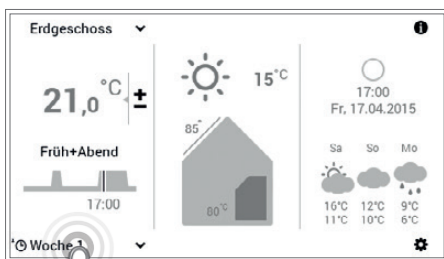 Erdgeschoss
21,0 °C ±
Früh+Abend
17:00
Woche 1
15°C
85°
80°C
17:00
Fr, 17.04.2015
Sa So Mo
16°C 12°C 9°C
11°C 10°C 6°C